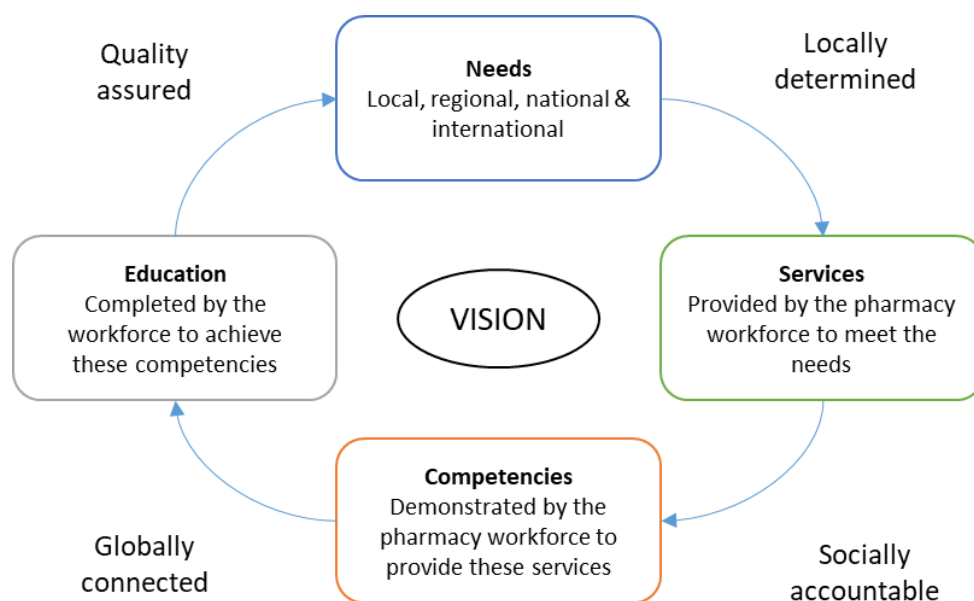 Quality
assured
Needs
Local, regional, national &
international
Locally
determined
Education
Completed by the
workforce to achieve
these competencies
VISION
Services
Provided by the pharmacy
workforce to meet the
needs
Competencies
Demonstrated by the
pharmacy workforce to
provide these services
Globally
connected
Socially
accountable